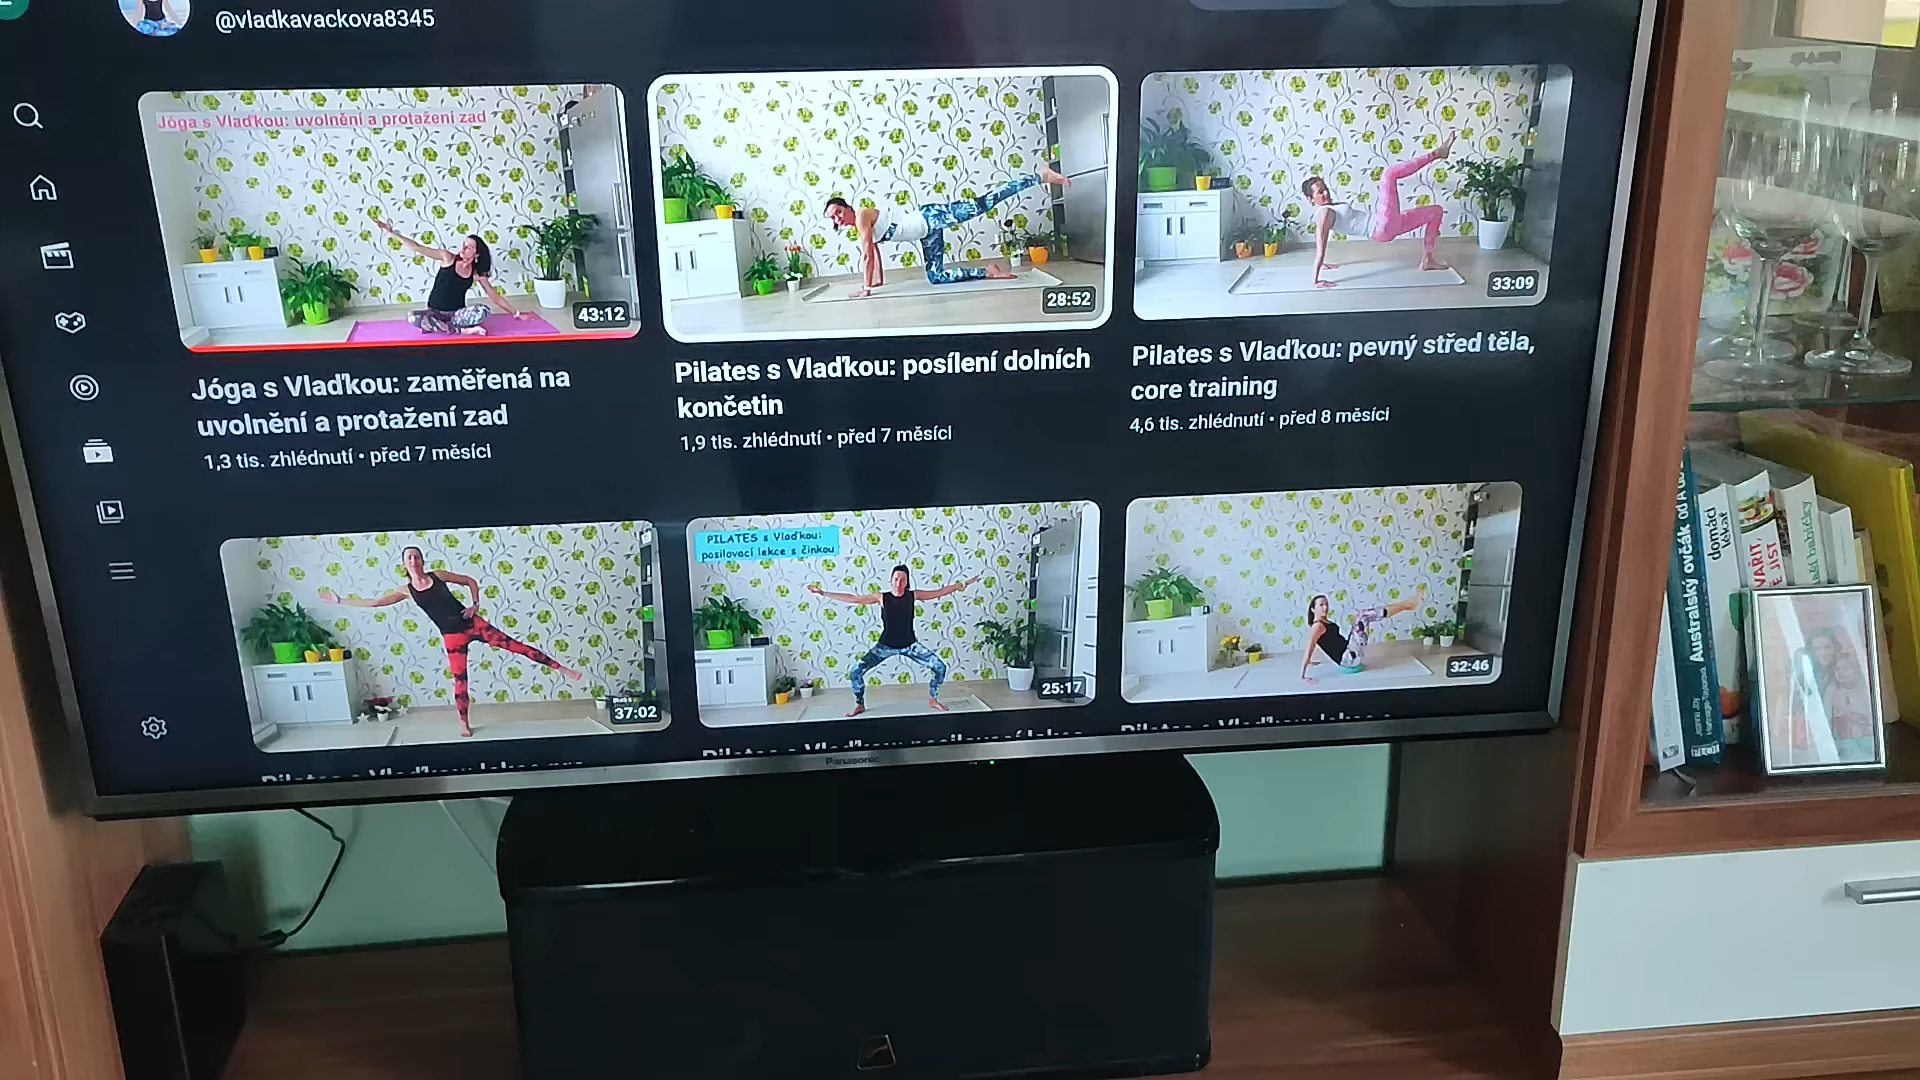 @vladkavackova8345
Jóga s Vlaďkou: uvolnění a protažení zad
43:12
28:52
33:09
Jóga s Vlaďkou: zaměřená na
uvolnění a protažení zad
1,3 tis. zhlédnutí • před 7 měsíci
Pilates s Vlaďkou: posílení dolních
končetin
1,9 tis. zhlédnutí • před 7 měsíci
Pilates s Vlaďkou: pevný střed těla,
core training
4,6 tis. zhlédnutí • před 8 měsíci
PILATES s Vlaďkou:
posilovací lekce s činkou
37:02
25:17
32:46
Panasonic
Australský ovčák od A do
domácí
lékař
VAŘIT
JÍST